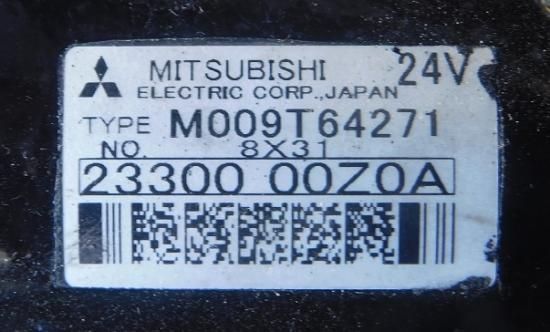 MITSUBISHI 24V
ELECTRIC CORP., JAPAN
TYPE M009T64271
NO. 8X31
23300 00Z0A